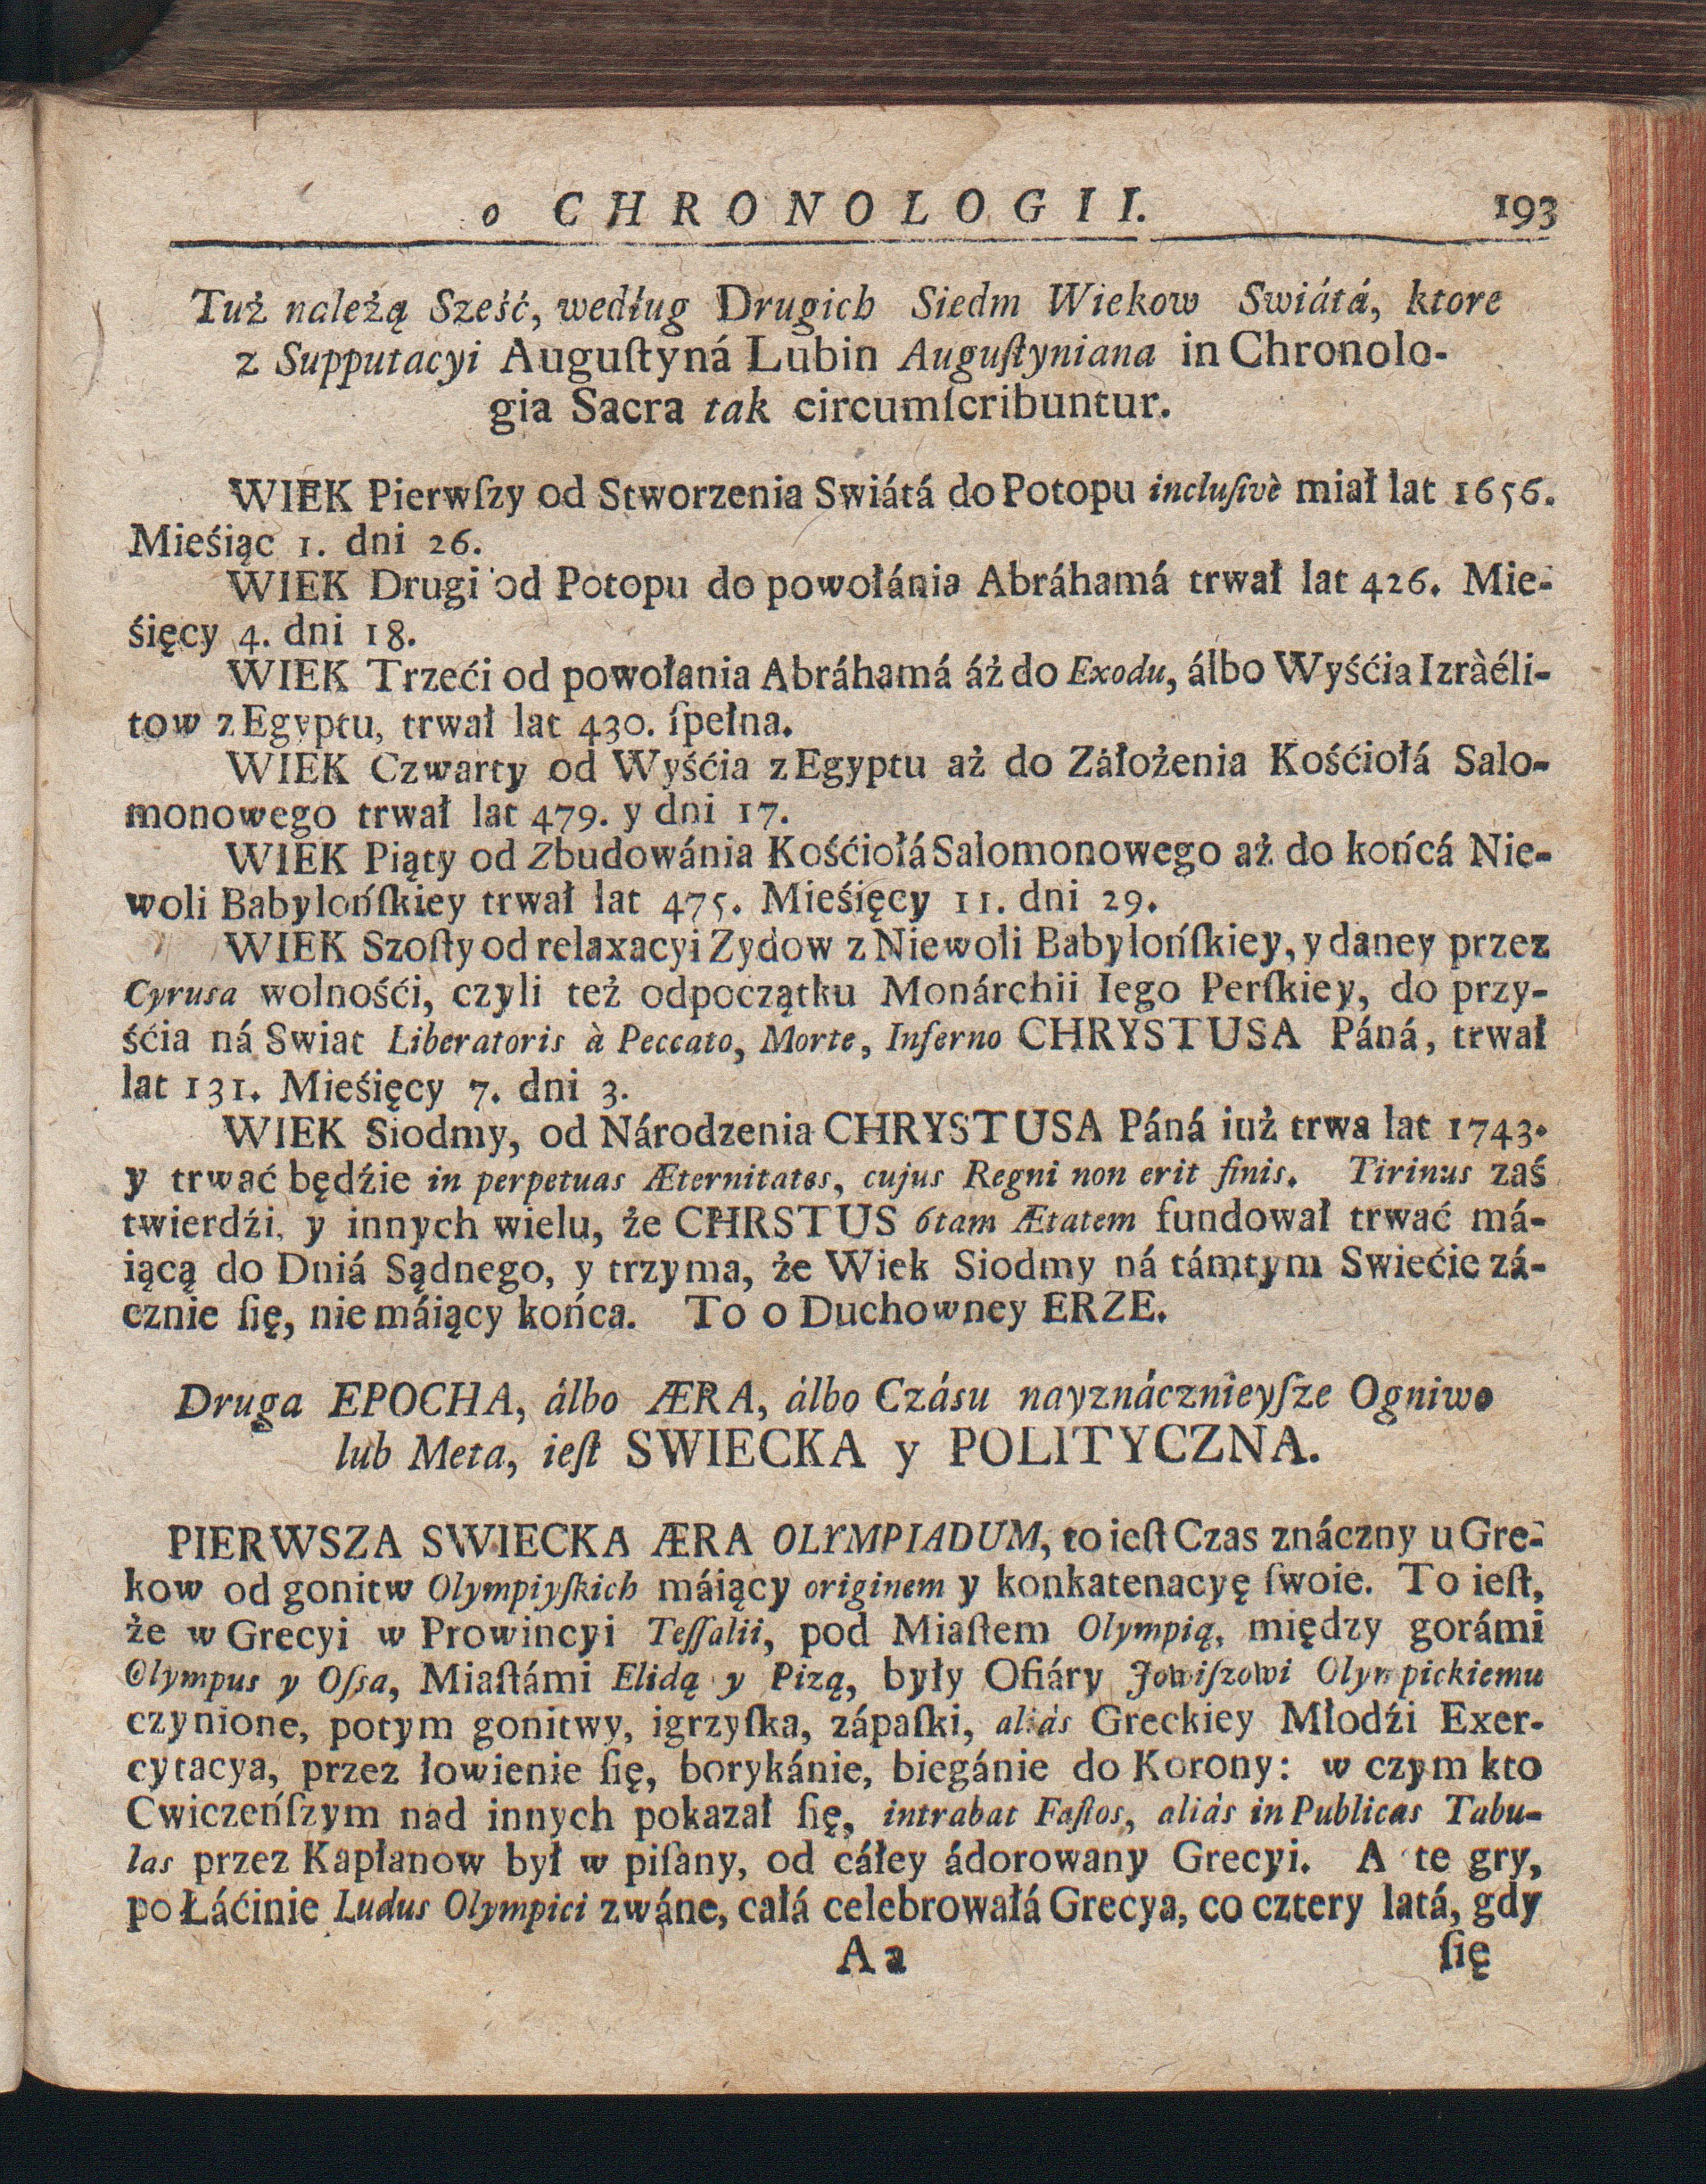 o CHRONOLOGII. 193
Tuż należą Sześć, według Drugich Siedm Wiekow Swiátá, ktore
z Supputacyi Auguſtyná Lubin Auguſtyniana in Chronolo-
gia Sacra tak circumſcribuntur.
WIEK Pierwſzy od Stworzenia Swiátá do Potopu incluſivè miał lat 1656.
Mieśiąc 1. dni 26.
WIEK Drugi od Potopu do powołánia Abráhamá trwał lat 426. Mie-
śięcy 4. dni 18.
WIEK Trzeći od powołania Abráhamá áż do Exodu, álbo Wyśćia Izràéli-
tow z Egyptu, trwał lat 430. ſpełna.
WIEK Czwarty od Wyśćia z Egyptu aż do Záłożenia Kośćiołá Salo-
monowego trwał lat 479. y dni 17.
WIEK Piąty od Zbudowánia Kośćiołá Salomonowego aż do końcá Nie-
woli Babylońſkiey trwał lat 475. Mieśięcy 11. dni 29.
WIEK Szoſty od relaxacyi Zydow z Niewoli Babylońſkiey, y daney przez
Cyrusa wolnośći, czyli też odpoczątku Monárchii Iego Perſkiey, do przy-
śćia ná Swiat Liberatoris à Peccato, Morte, Inferno CHRYSTUSA Páná, trwał
lat 131. Mieśięcy 7. dni 3.
WIEK Siodmy, od Národzenia CHRYSTUSA Páná iuż trwa lat 1743.
y trwać będźie in perpetuas Æternitates, cujus Regni non erit finis. Tirinus zaś
twierdźi, y innych wielu, że CHRSTUS 6tam Ætatem fundował trwać má-
iącą do Dniá Sądnego, y trzyma, że Wiek Siodmy ná támtym Swiećie zá-
cznie ſię, nie máiący końca. To o Duchowney ERZE.
Druga EPOCHA, álbo ÆRA, álbo Czásu nayznácznieyſze Ogniwo
lub Meta, ieſt SWIECKA y POLITYCZNA.
PIERWSZA SWIECKA ÆRA OLYMPIADUM, to ieſt Czas znáczny u Gre-
kow od gonitw Olympiyſkich máiący originem y konkatenacyę ſwoie. To ieſt,
że w Grecyi w Prowincyi Teſſalii, pod Miaſtem Olympią, między gorámi
Olympus y Oſsa, Miaſtámi Elidą y Pizą, były Ofiáry Jowiſzowi Olympickiemu
czynione, potym gonitwy, igrzyſka, zápaſki, aliàs Greckiey Młodźi Exer-
cytacya, przez łowienie ſię, borykánie, biegánie do Korony: w czym kto
Cwiczeńſzym nad innych pokazał ſię, intrabat Faſtos, aliàs in Publicas Tabu-
las przez Kapłanow był w piſany, od cáłey ádorowany Grecyi. A te gry,
po Łáćinie Ludus Olympici zwáne, całá celebrowałá Grecya, co cztery latá, gdy
Aa ſię